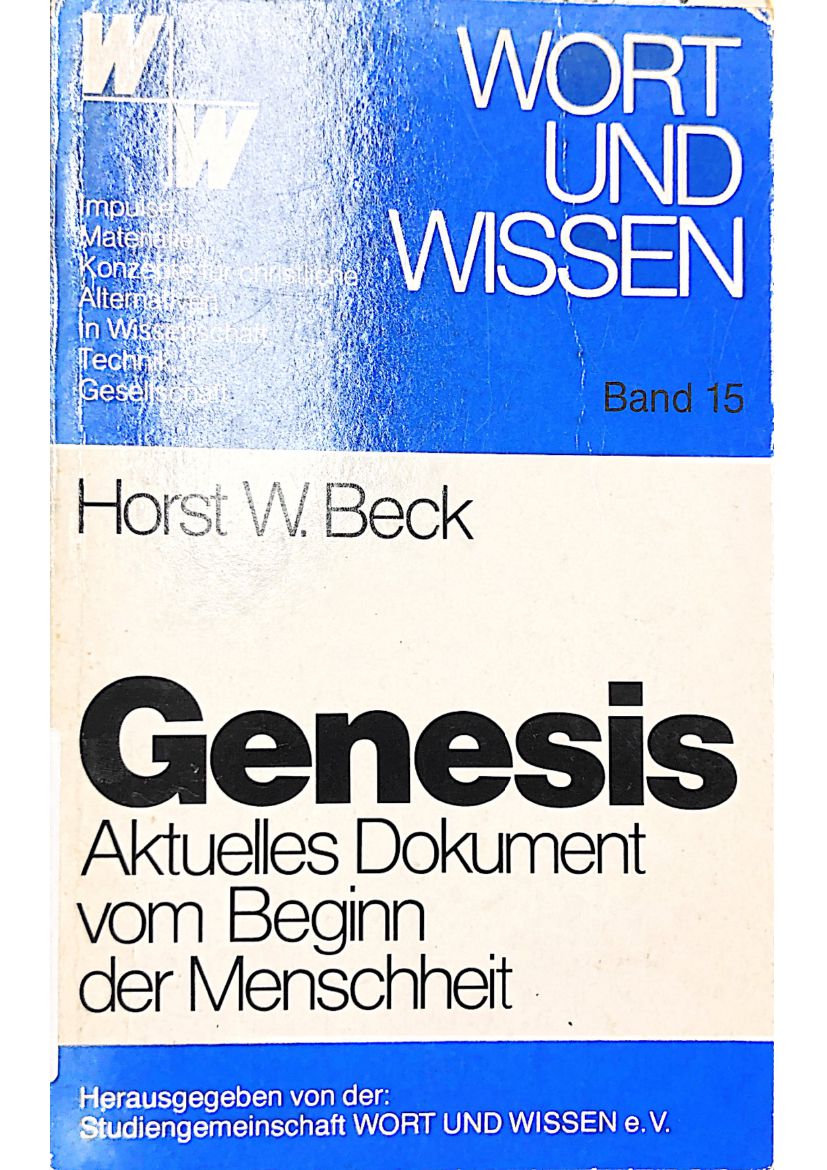 W
W
WORT
UND
WISSEN
Impulse
Materialien
Konzepte für christliche
Alternativen
in Wissenschaft
Technik
Gesellschaft
Band 15
Horst W. Beck
Genesis
Aktuelles Dokument
vom Beginn
der Menschheit
Herausgegeben von der:
Studiengemeinschaft WORT UND WISSEN e.V.